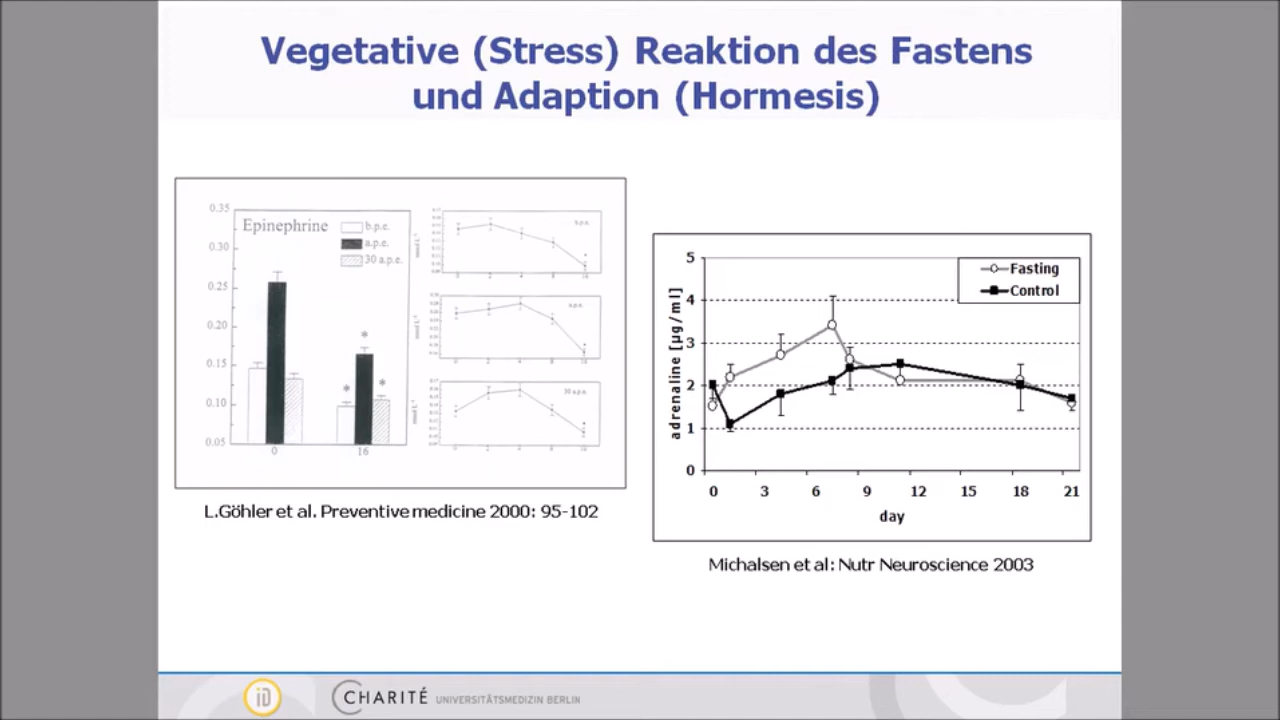 Vegetative (Stress) Reaktion des Fastens
und Adaption (Hormesis)
Epinephrine
b.p.e.
a.p.e.
30 a.p.e.
0.35
0.30
0.25
0.20
0.15
0.10
0.05
*
*
*
0
16
b.p.e.
a.p.e.
30 a.p.e.
L.Göhler et al. Preventive medicine 2000: 95-102
Fasting
Control
adrenaline [µg/ml]
5
4
3
2
1
0
0 3 6 9 12 15 18 21
day
Michalsen et al: Nutr Neuroscience 2003
iD
CHARITÉ UNIVERSITÄTSMEDIZIN BERLIN